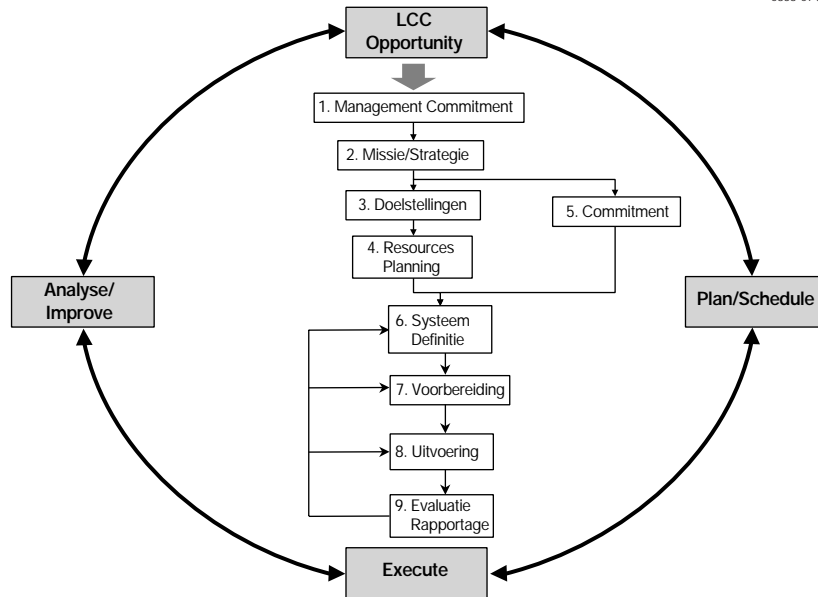 LCC
Opportunity
1. Management Commitment
2. Missie/Strategie
3. Doelstellingen
5. Commitment
4. Resources
Planning
Analyse/
Improve
Plan/Schedule
6. Systeem
Definitie
7. Voorbereiding
8. Uitvoering
9. Evaluatie
Rapportage
Execute